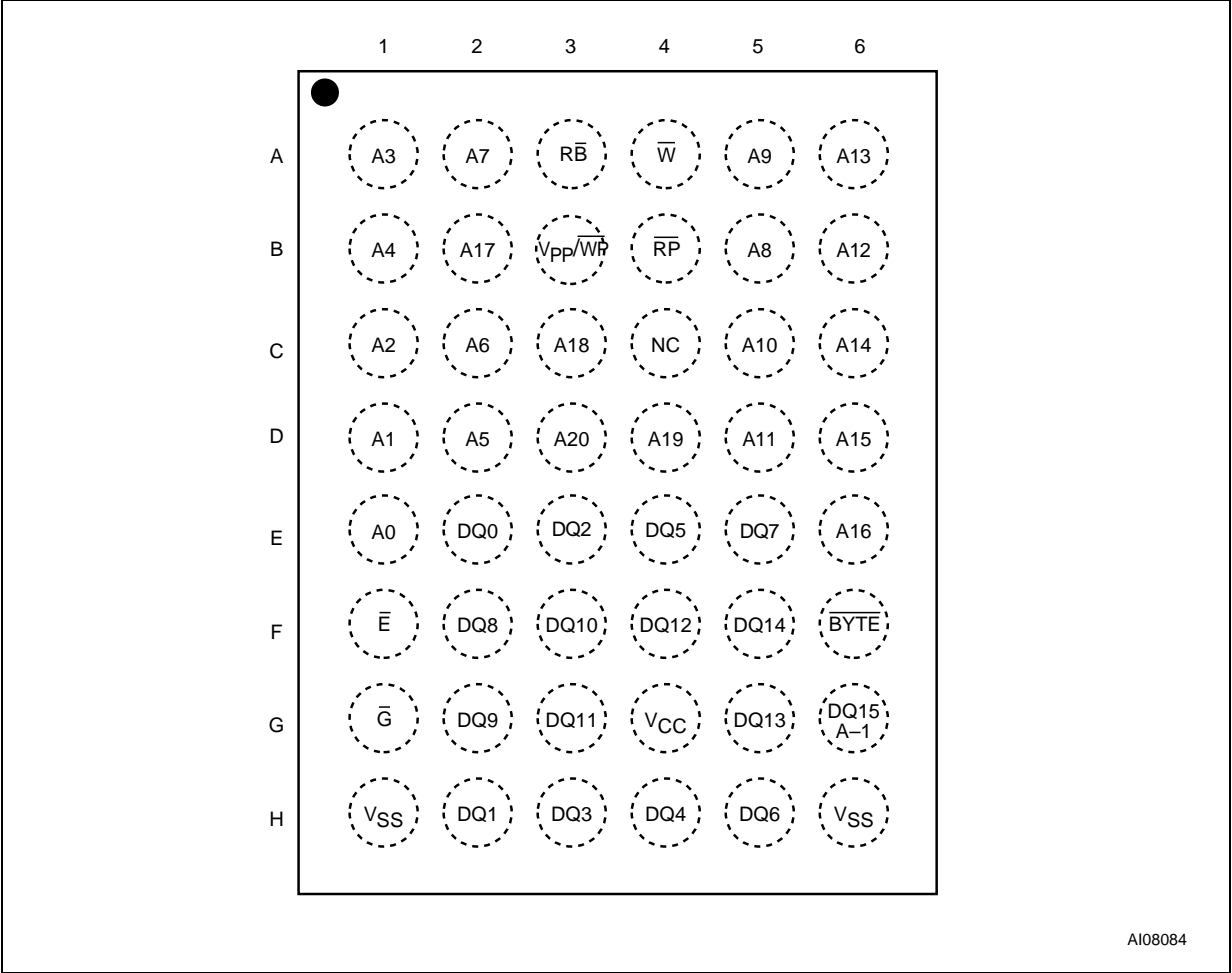 1 2 3 4 5 6
A A3 A7 RB̅ W̅ A9 A13
B A4 A17 VPP/W̅P̅ R̅P̅ A8 A12
C A2 A6 A18 NC A10 A14
D A1 A5 A20 A19 A11 A15
E A0 DQ0 DQ2 DQ5 DQ7 A16
F E̅ DQ8 DQ10 DQ12 DQ14 B̅Y̅T̅E̅
G G̅ DQ9 DQ11 VCC DQ13 DQ15
A–1
H VSS DQ1 DQ3 DQ4 DQ6 VSS
AI08084